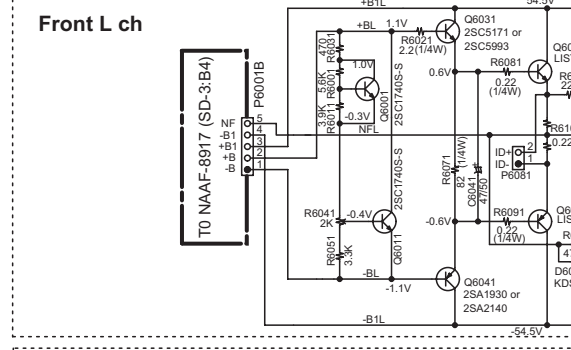 +B1L
54.5V
Front L ch
+BL 1.1V
Q6031
2SC5171 or
2SC5993
R6021
2.2(1/4W)
R6031
470
R6001
5.6K
R6011
3.9K
1.0V
-0.3V
NFL
Q6001
2SC1740S-S
0.6V
R6081
0.22
(1/4W)
TO NAAF-8917 (SD-3:B4)
P6001B
NF 5
-B1 4
+B1 3
+B 2
-B 1
ID+ 2
ID- 1
P6081
R6071
82 (1/4W)
C6041
47/50
2SC1740S-S
Q6011
R6041
2K
-0.4V
R6051
3.3K
-0.6V
R6091
0.22
(1/4W)
-BL
-1.1V
Q6041
2SA1930 or
2SA2140
-B1L
-54.5V